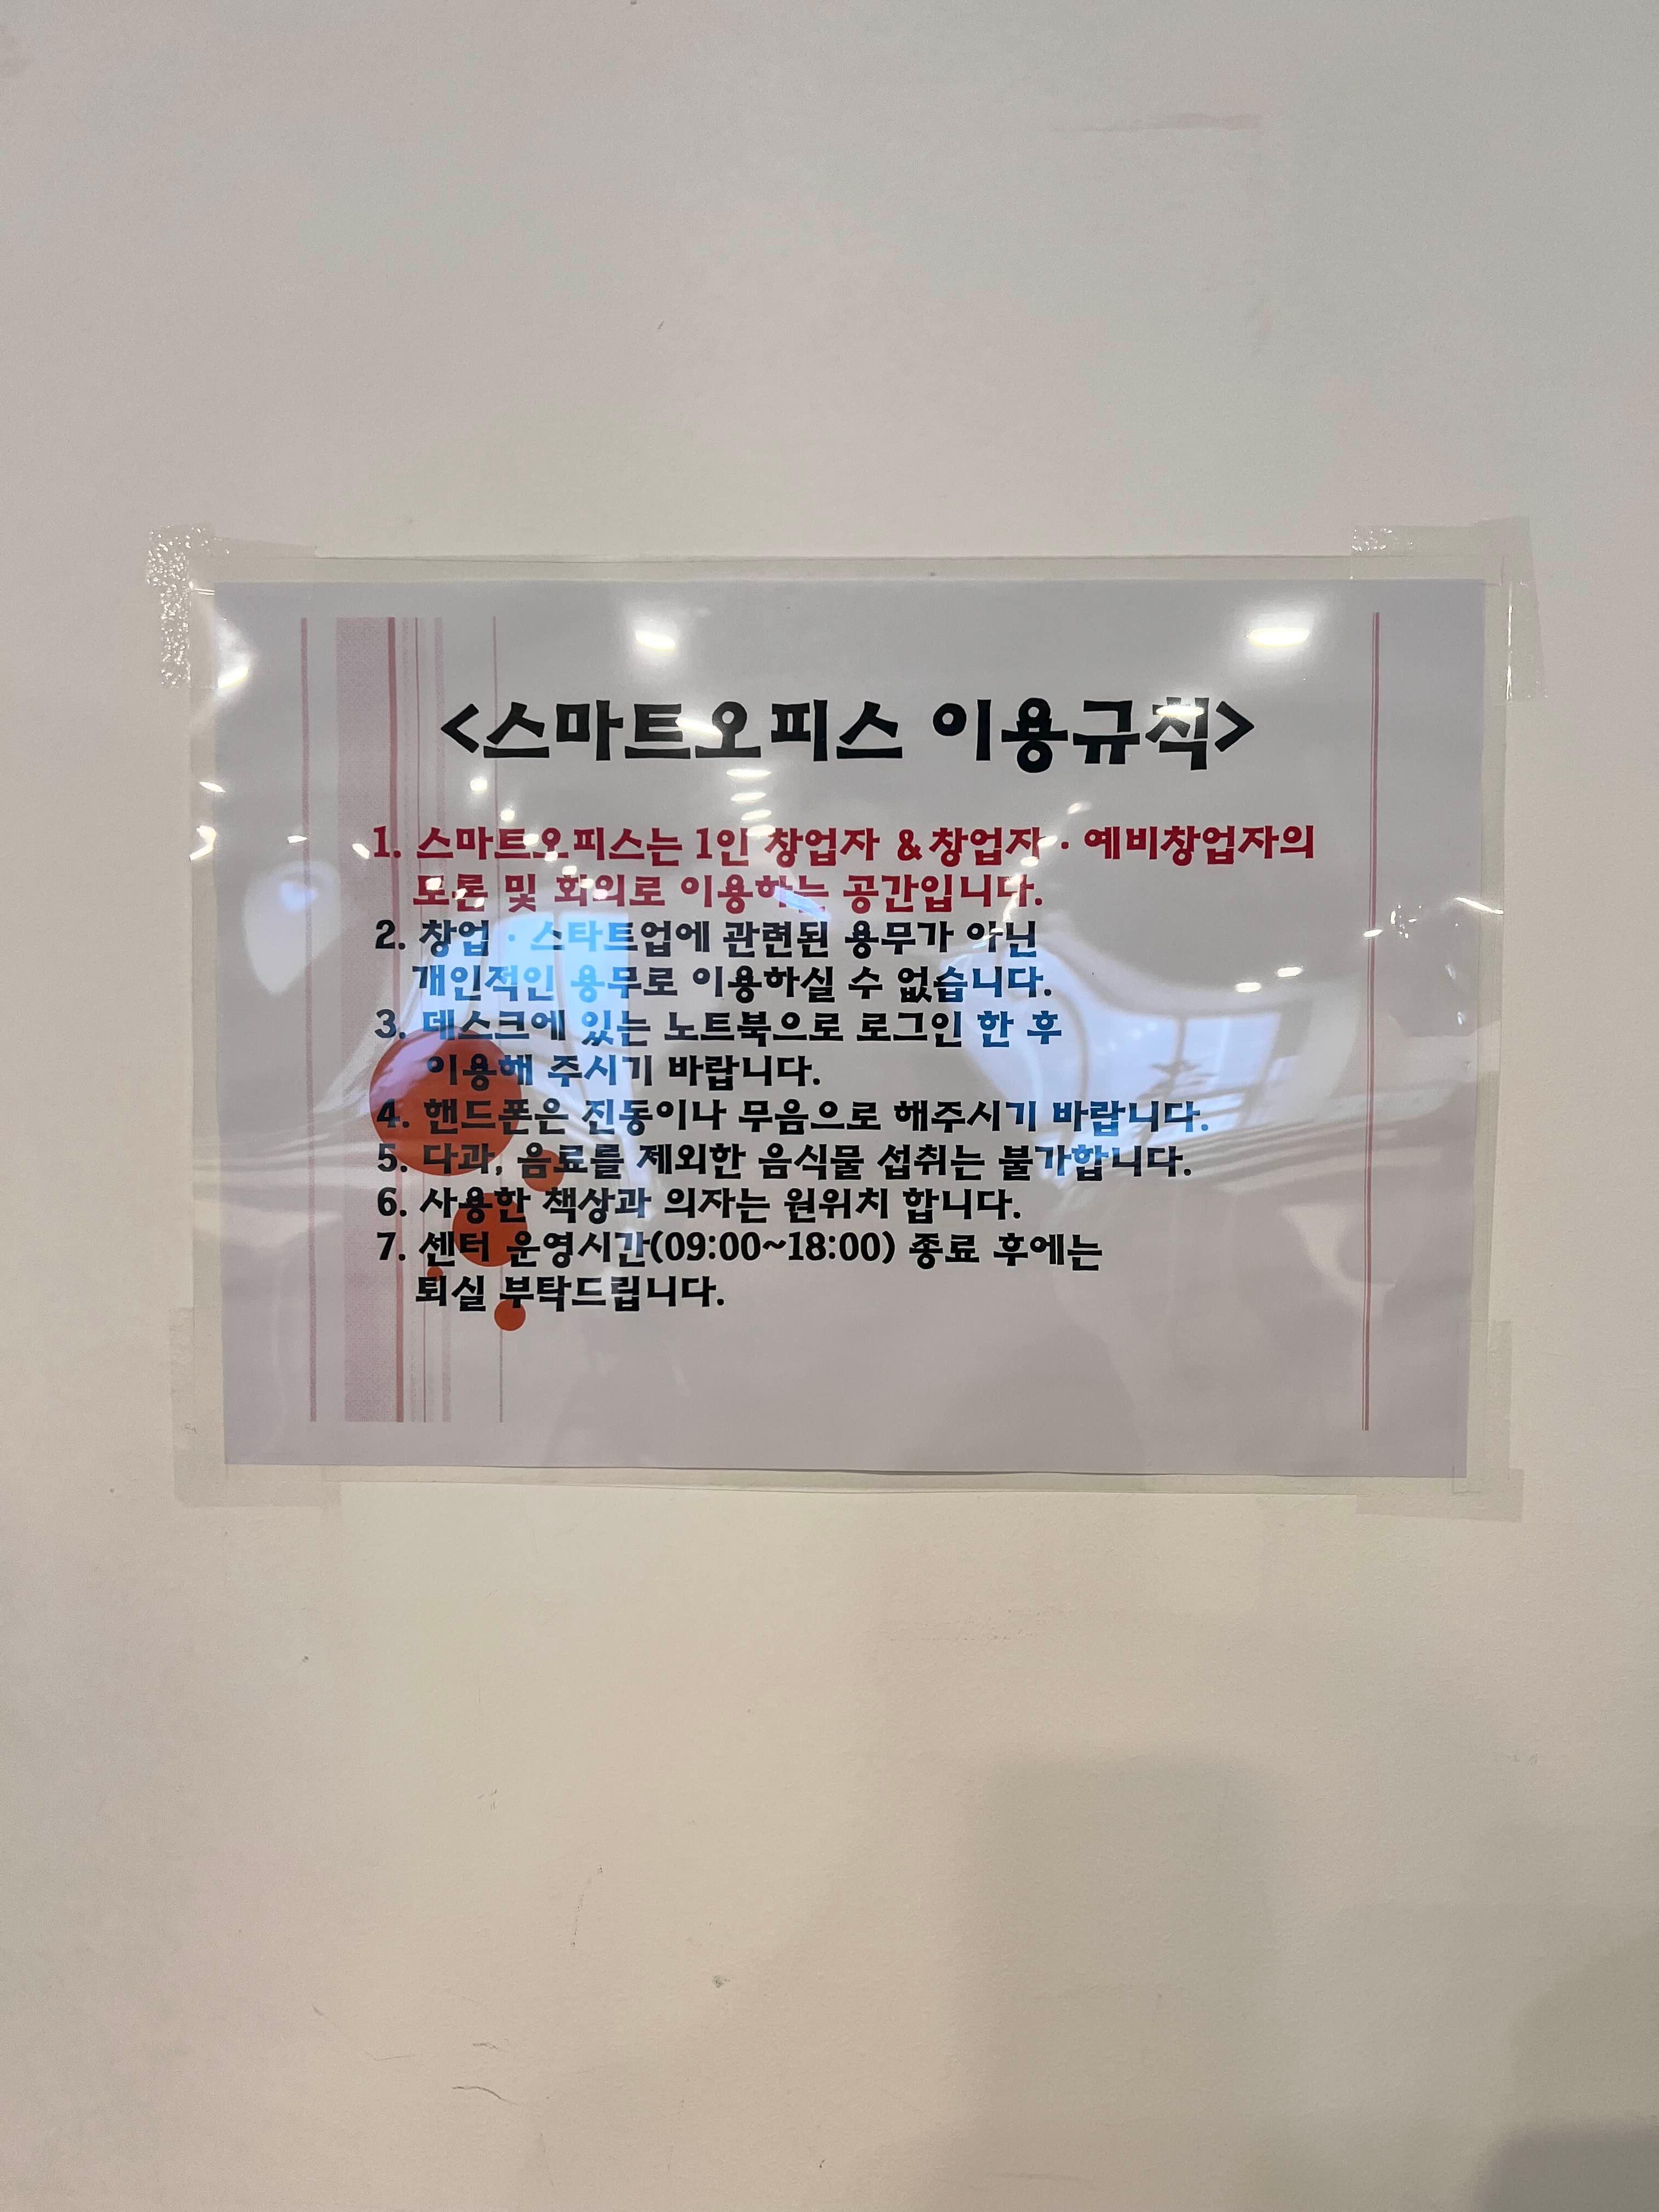 <스마트오피스 이용규칙>
1. 스마트오피스는 1인 창업자 & 창업자 · 예비창업자의
토론 및 회의로 이용하는 공간입니다.
2. 창업 · 스타트업에 관련된 용무가 아닌
개인적인 용무로 이용하실 수 없습니다.
3. 데스크에 있는 노트북으로 로그인 한 후
이용해 주시기 바랍니다.
4. 핸드폰은 진동이나 무음으로 해주시기 바랍니다.
5. 다과, 음료를 제외한 음식물 섭취는 불가합니다.
6. 사용한 책상과 의자는 원위치 합니다.
7. 센터 운영시간(09:00~18:00) 종료 후에는
퇴실 부탁드립니다.